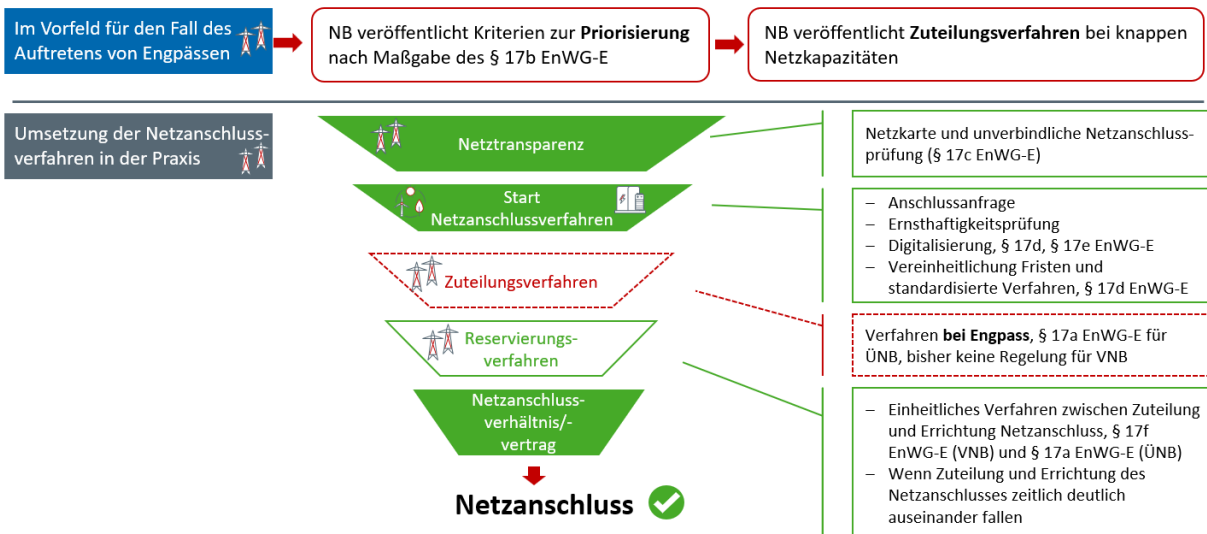 Im Vorfeld für den Fall des
Auftretens von Engpässen
NB veröffentlicht Kriterien zur Priorisierung
nach Maßgabe des § 17b EnWG-E
NB veröffentlicht Zuteilungsverfahren bei knappen
Netzkapazitäten
Umsetzung der Netzanschluss-
verfahren in der Praxis
Netztransparenz
Netzkarte und unverbindliche Netzanschluss-
prüfung (§ 17c EnWG-E)
Start
Netzanschlussverfahren
– Anschlussanfrage
– Ernsthaftigkeitsprüfung
– Digitalisierung, § 17d, § 17e EnWG-E
– Vereinheitlichung Fristen und
standardisierte Verfahren, § 17d EnWG-E
Zuteilungsverfahren
Verfahren bei Engpass, § 17a EnWG-E für
ÜNB, bisher keine Regelung für VNB
Reservierungs-
verfahren
– Einheitliches Verfahren zwischen Zuteilung
und Errichtung Netzanschluss, § 17f
EnWG-E (VNB) und § 17a EnWG-E (ÜNB)
– Wenn Zuteilung und Errichtung des
Netzanschlusses zeitlich deutlich
auseinander fallen
Netzanschluss-
verhältnis/-
vertrag
Netzanschluss